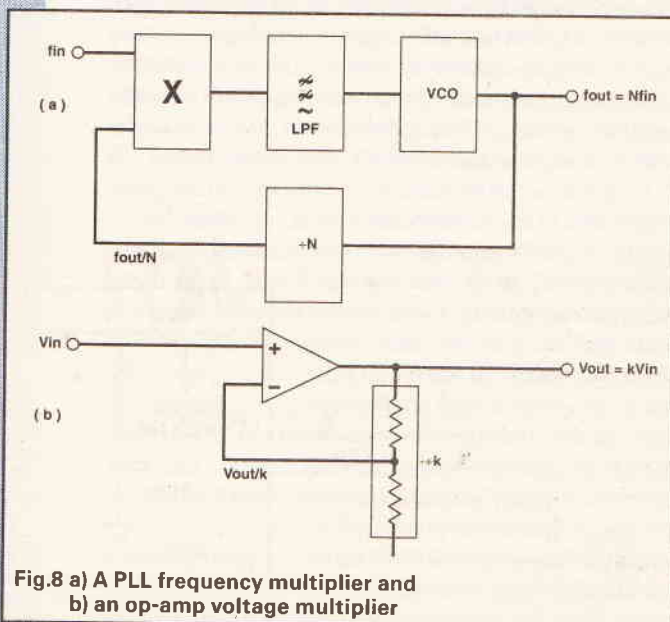 fin
X
LPF
VCO
fout = Nfin
(a)
fout/N
÷N
Vin
+
−
Vout = kVin
(b)
Vout/k
÷k
Fig.8 a) A PLL frequency multiplier and
b) an op-amp voltage multiplier